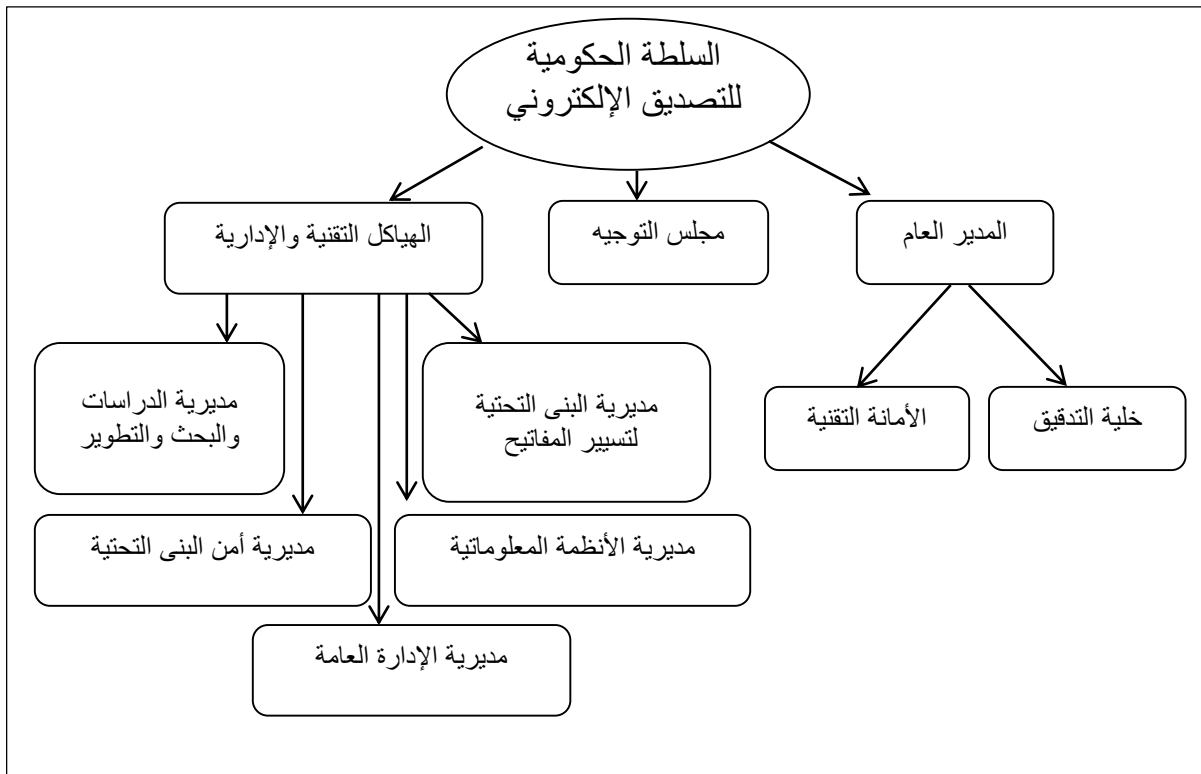 السلطة الحكومية
للتصديق الإلكتروني
المدير العام
مجلس التوجيه
الهياكل التقنية والإدارية
خلية التدقيق
الأمانة التقنية
مديرية البنى التحتية
لتسيير المفاتيح
مديرية الدراسات
والبحث والتطوير
مديرية الأنظمة المعلوماتية
مديرية أمن البنى التحتية
مديرية الإدارة العامة